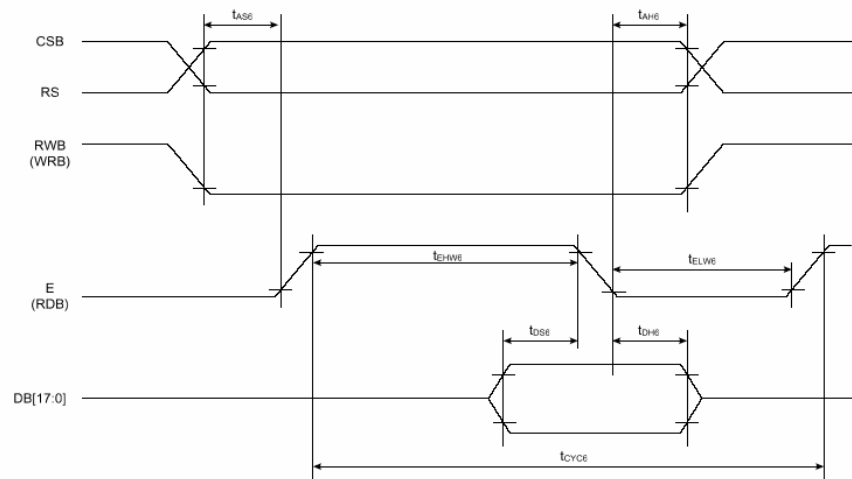 tAS6
tAH6
CSB
RS
RWB
(WRB)
tEHW6
tELW6
E
(RDB)
tDS6
tDH6
DB[17:0]
tCYC6